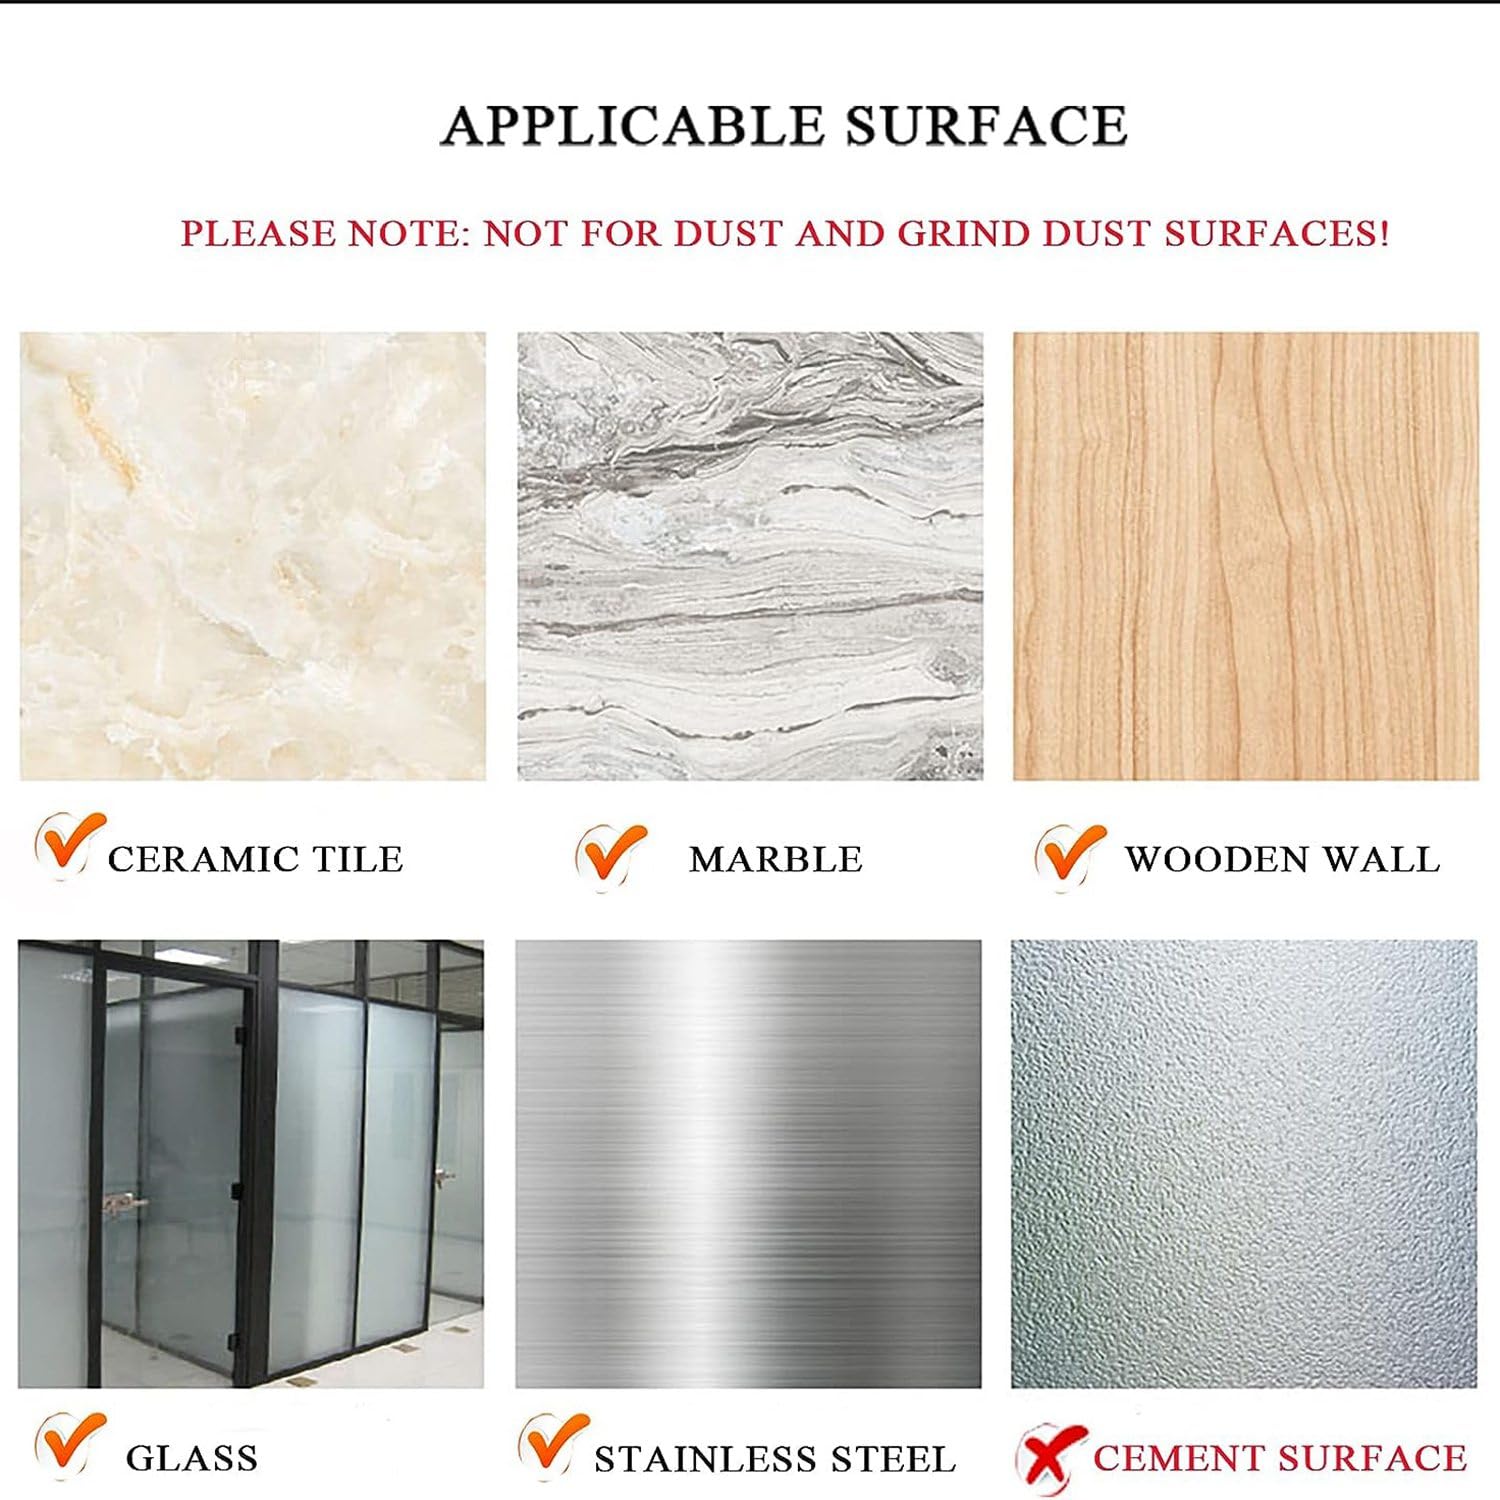 APPLICABLE SURFACE
PLEASE NOTE: NOT FOR DUST AND GRIND DUST SURFACES!
CERAMIC TILE
MARBLE
WOODEN WALL
GLASS
STAINLESS STEEL
CEMENT SURFACE